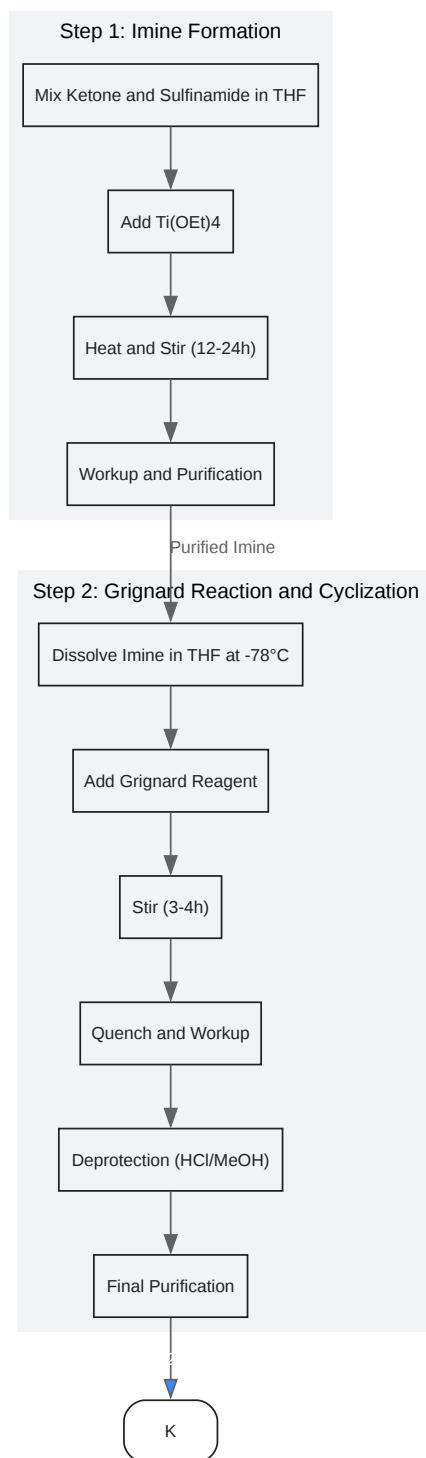 Step 1: Imine Formation
Mix Ketone and Sulfinamide in THF
Add Ti(OEt)4
Heat and Stir (12-24h)
Workup and Purification
Purified Imine
Step 2: Grignard Reaction and Cyclization
Dissolve Imine in THF at -78°C
Add Grignard Reagent
Stir (3-4h)
Quench and Workup
Deprotection (HCl/MeOH)
Final Purification
K